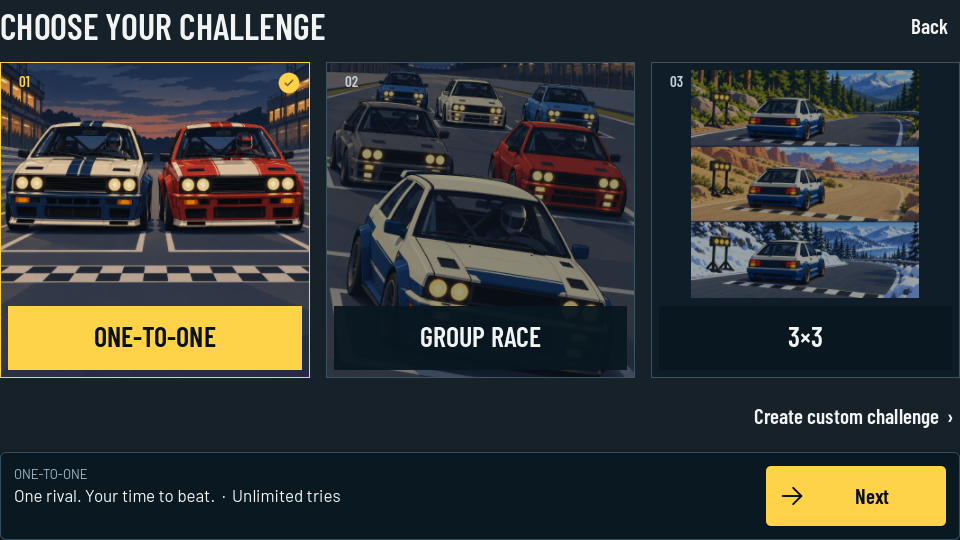 CHOOSE YOUR CHALLENGE
Back
01
02
03
ONE-TO-ONE
GROUP RACE
3×3
Create custom challenge ›
ONE-TO-ONE
One rival. Your time to beat. · Unlimited tries
Next